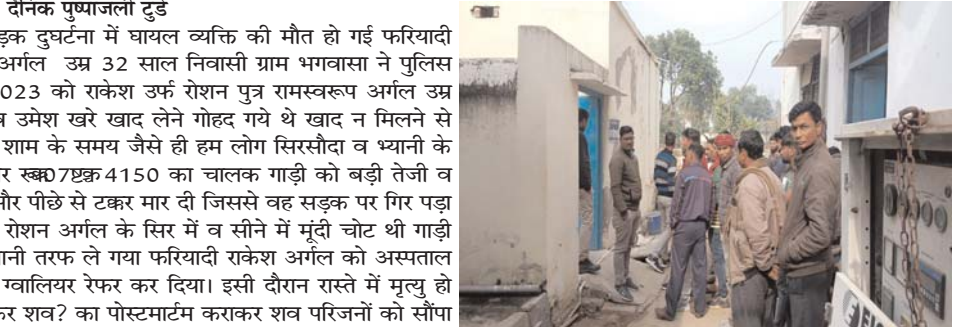 दैनिक पुष्पांजली टुडे
ड़क दुर्घटना में घायल व्यक्ति की मौत हो गई फरियादी
अर्गल उम्र 32 साल निवासी ग्राम भगवासा ने पुलिस
023 को राकेश उर्फ रोशन पुत्र रामस्वरूप अर्गल उम्र
उमेश खरे खाद लेने गोहद गये थे खाद न मिलने से
शाम के समय जैसे ही हम लोग सिरसौदा व भ्यानी के
4150 का चालक गाड़ी को बड़ी तेजी व
और पीछे से टक्कर मार दी जिससे वह सड़क पर गिर पड़ा
रोशन अर्गल के सिर में व सीने में मूंदी चोट थी गाड़ी
ानी तरफ ले गया फरियादी राकेश अर्गल को अस्पताल
ग्वालियर रेफर कर दिया। इसी दौरान रास्ते में मृत्यु हो
कर शव? का पोस्टमार्टम कराकर शव परिजनों को सौंपा